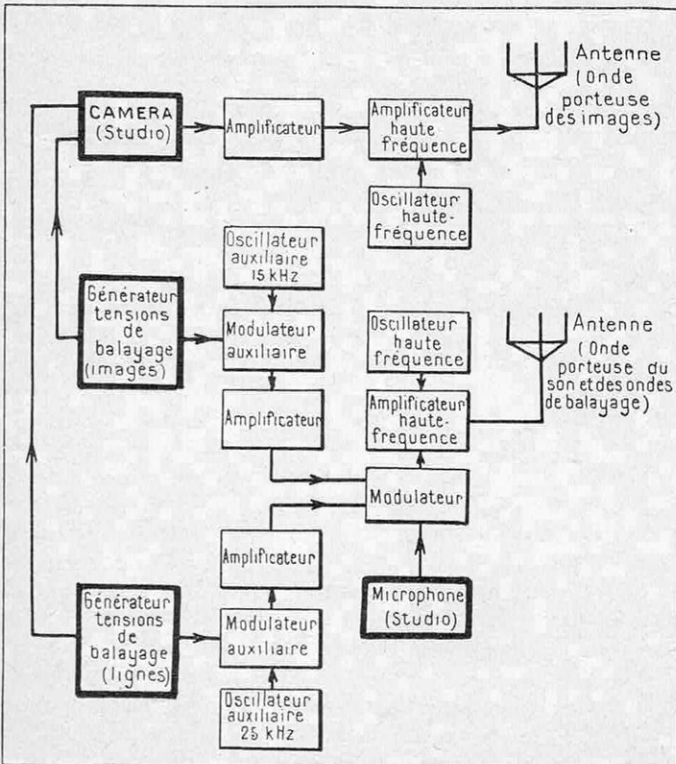 CAMERA
(Studio)
Amplificateur
Amplificateur
haute
fréquence
Antenne
(Onde
porteuse
des images)
Oscillateur
haute-
fréquence
Oscillateur
auxiliaire
15 kHz
Générateur
tensions
de
balayage
(images)
Modulateur
auxiliaire
Amplificateur
Oscillateur
haute
fréquence
Amplificateur
haute-
frequence
Antenne
(Onde
porteuse du
son et des ondes
de balayage)
Modulateur
Amplificateur
Microphone
(Studio)
Générateur
tensions
de
balayage
(lignes)
Modulateur
auxiliaire
Oscillateur
auxiliaire
25 kHz